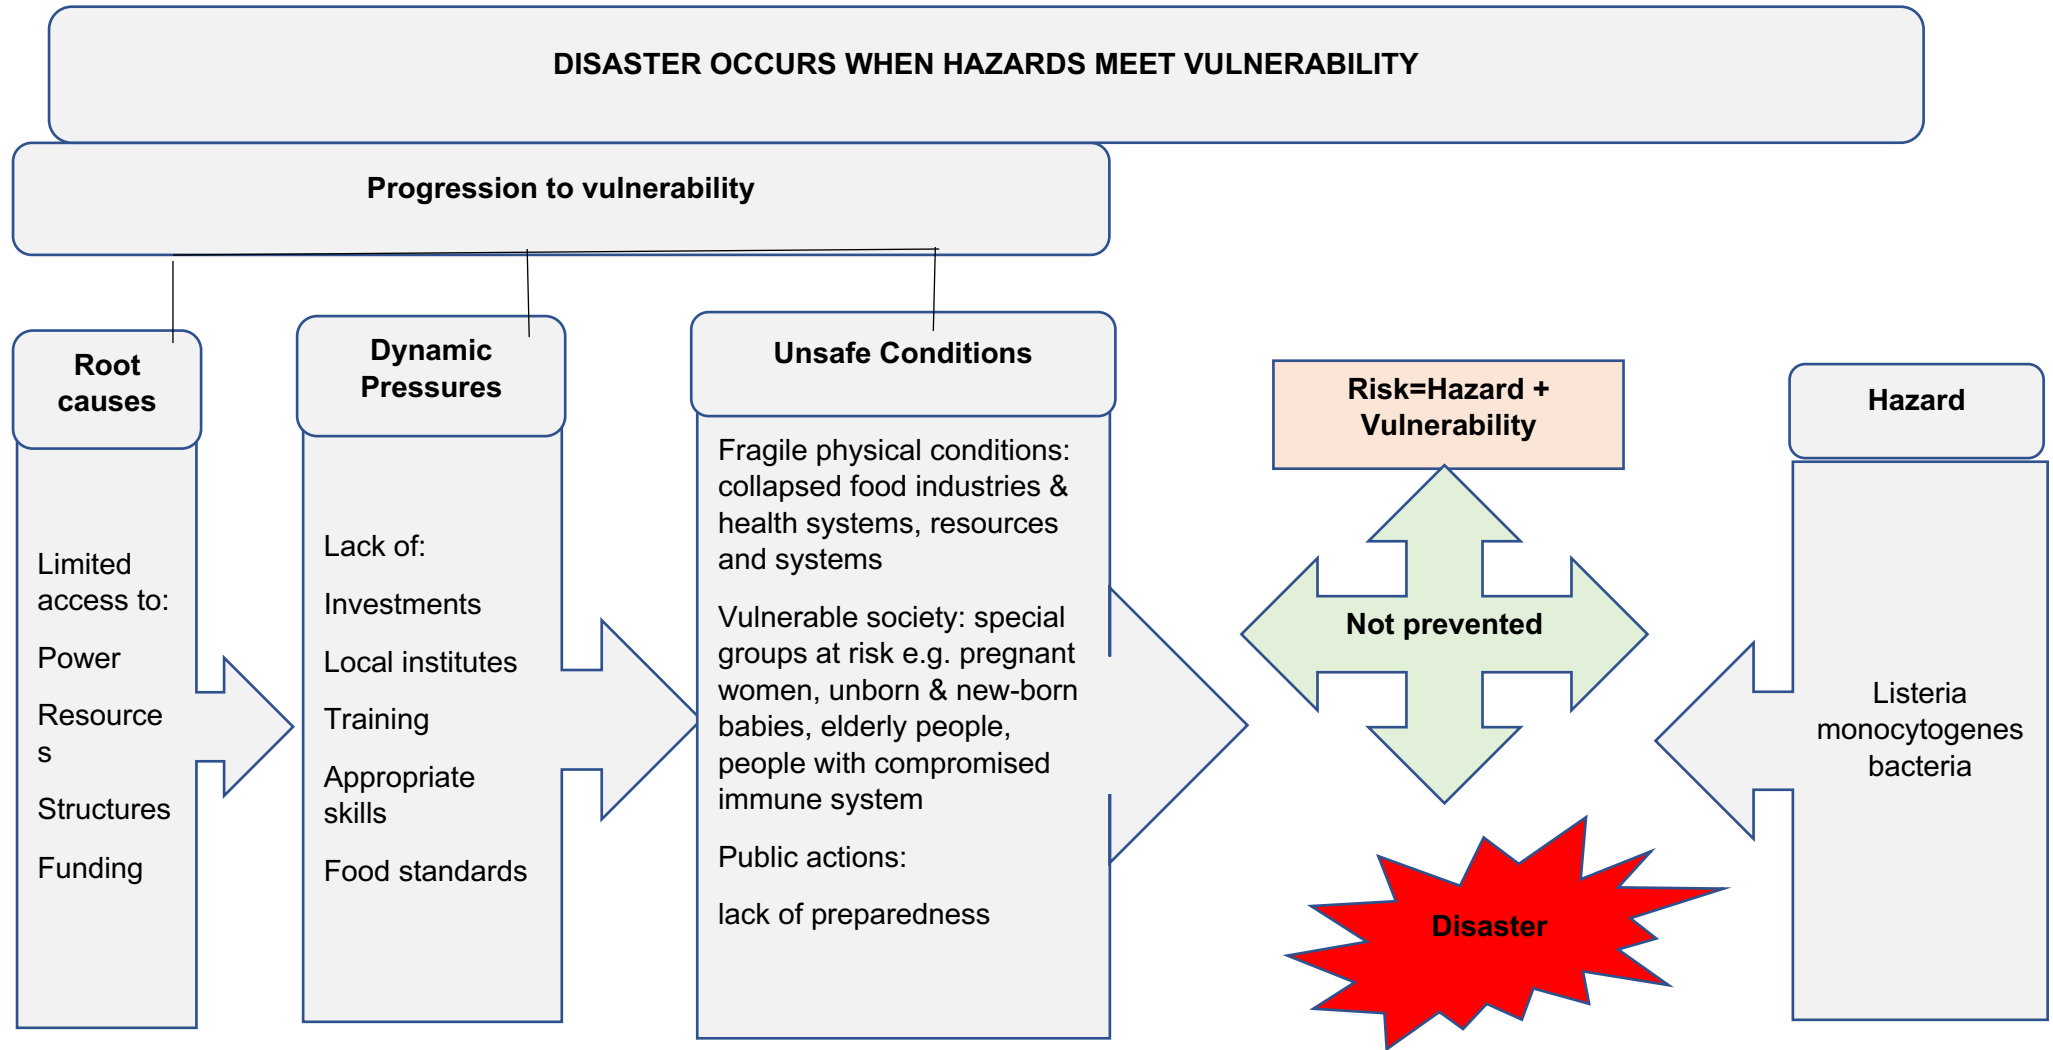 DISASTER OCCURS WHEN HAZARDS MEET VULNERABILITY
Progression to vulnerability
Root
causes
Limited
access to:
Power
Resource
s
Structures
Funding
Dynamic
Pressures
Lack of:
Investments
Local institutes
Training
Appropriate
skills
Food standards
Unsafe Conditions
Fragile physical conditions:
collapsed food industries &
health systems, resources
and systems
Vulnerable society: special
groups at risk e.g. pregnant
women, unborn & new-born
babies, elderly people,
people with compromised
immune system
Public actions:
lack of preparedness
Risk=Hazard +
Vulnerability
Not prevented
Disaster
Hazard
Listeria
monocytogenes
bacteria